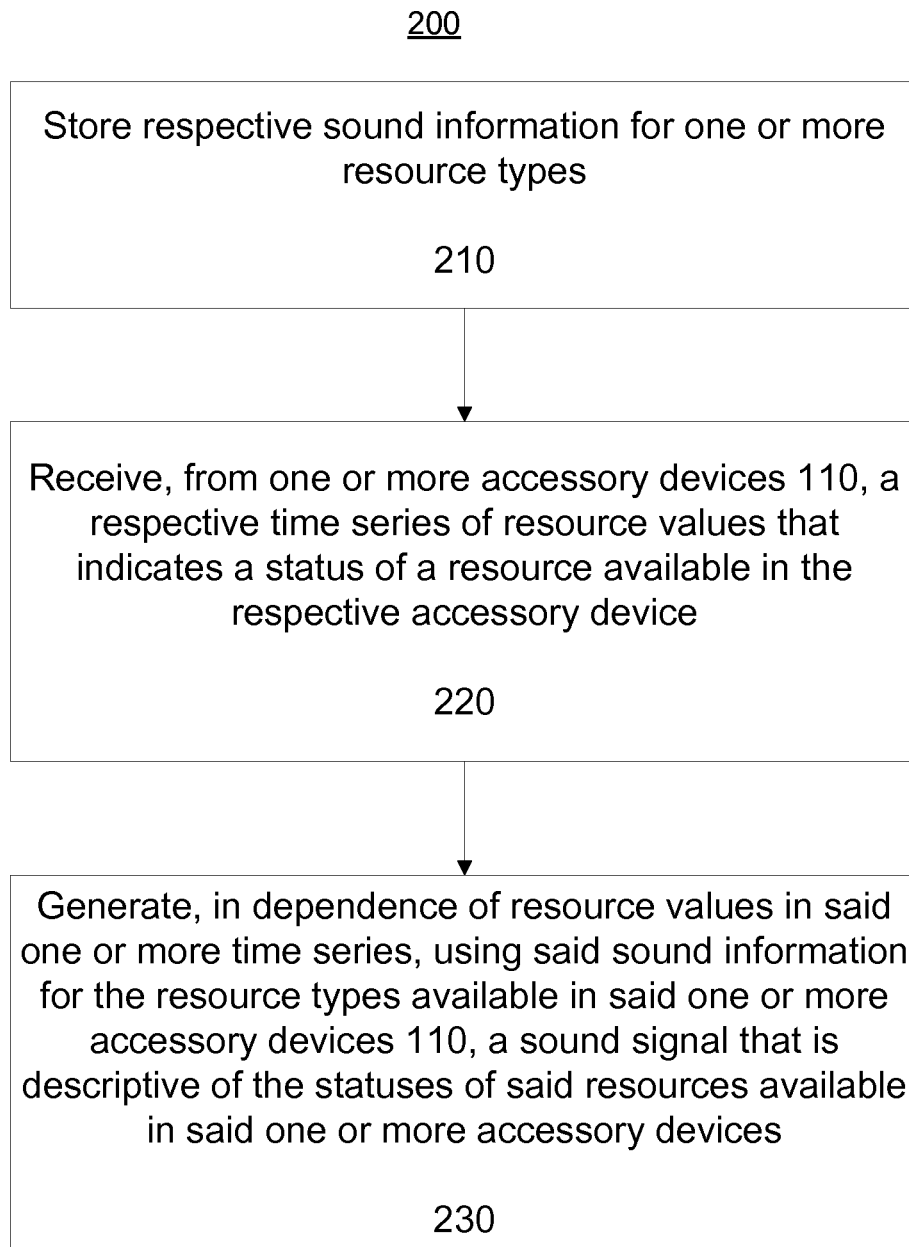 200
Store respective sound information for one or more
resource types
210
Receive, from one or more accessory devices 110, a
respective time series of resource values that
indicates a status of a resource available in the
respective accessory device
220
Generate, in dependence of resource values in said
one or more time series, using said sound information
for the resource types available in said one or more
accessory devices 110, a sound signal that is
descriptive of the statuses of said resources available
in said one or more accessory devices
230